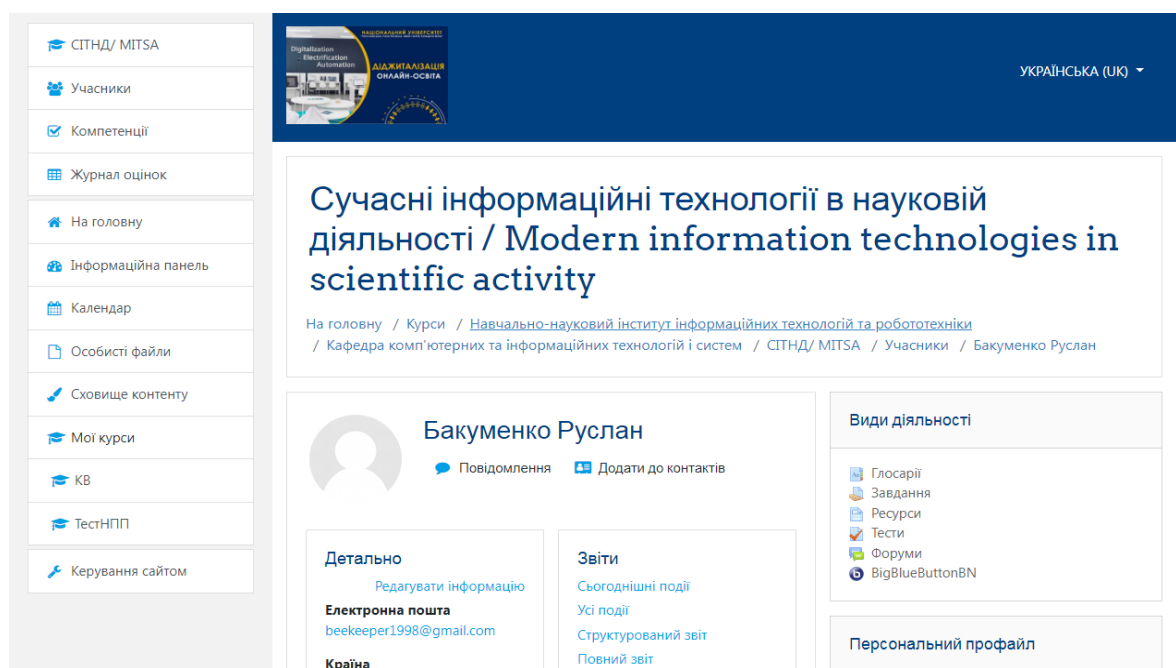 СІТНД/ MITSA
Учасники
Компетенції
Журнал оцінок
На головну
Інформаційна панель
Календар
Особисті файли
Сховище контенту
Мої курси
КВ
ТестНПП
Керування сайтом
НАЦІОНАЛЬНИЙ УНІВЕРСИТЕТ
Digitalization
Electrification
Automation
ДІДЖИТАЛІЗАЦІЯ
ОНЛАЙН-ОСВІТА
УКРАЇНСЬКА (UK)
Сучасні інформаційні технології в науковій
діяльності / Modern information technologies in
scientific activity
На головну / Курси / Навчально-науковий інститут інформаційних технологій та робототехніки
/ Кафедра комп'ютерних та інформаційних технологій і систем / СІТНД/ MITSA / Учасники / Бакуменко Руслан
Бакуменко Руслан
Повідомлення Додати до контактів
Детально
Редагувати інформацію
Електронна пошта
beekeeper1998@gmail.com
Країна
Звіти
Сьогоднішні події
Усі події
Структурований звіт
Повний звіт
Види діяльності
Глосарії
Завдання
Ресурси
Тести
Форуми
BigBlueButtonBN
Персональний профайл